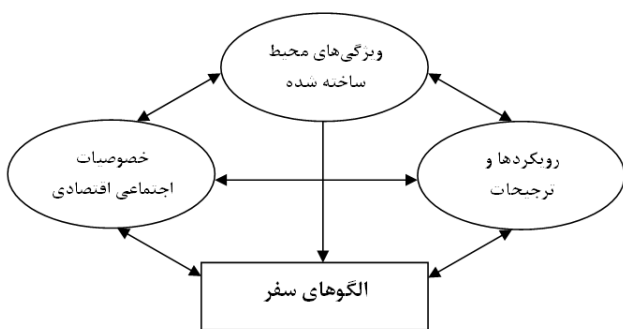 ویژگی‌های محیط
ساخته شده
رویکردها و
ترجیحات
خصوصیات
اجتماعی اقتصادی
الگوهای سفر